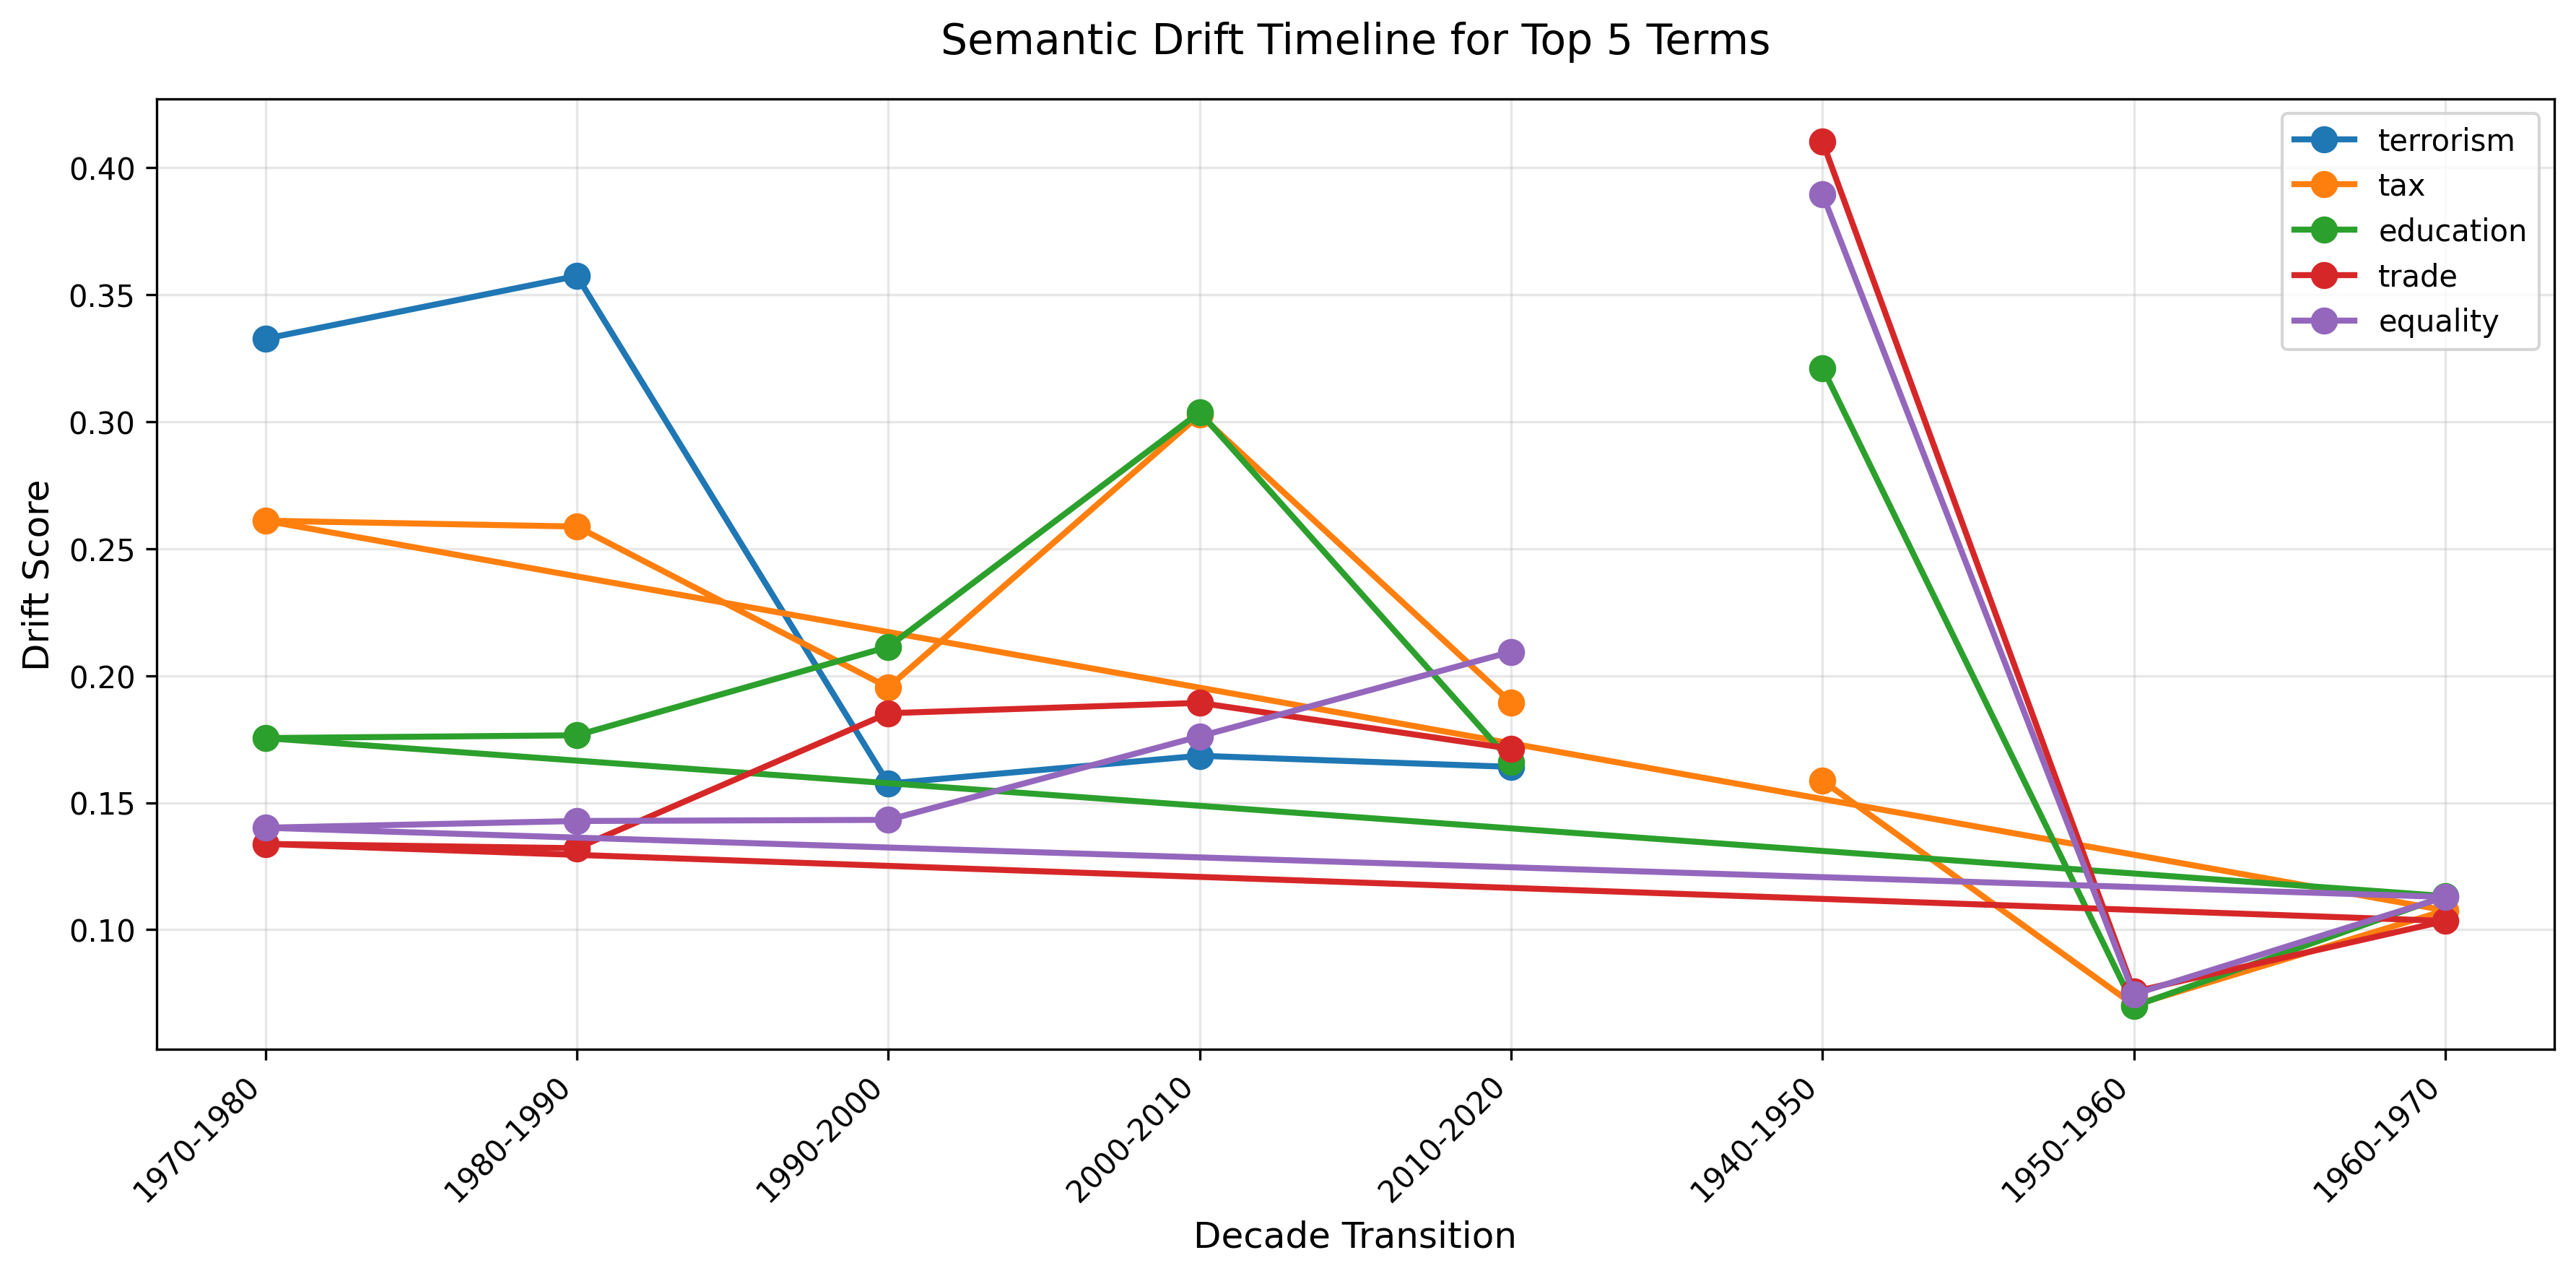 Semantic Drift Timeline for Top 5 Terms
Drift Score
0.40
0.35
0.30
0.25
0.20
0.15
0.10
terrorism
tax
education
trade
equality
1970-1980
1980-1990
1990-2000
2000-2010
2010-2020
1940-1950
1950-1960
1960-1970
Decade Transition